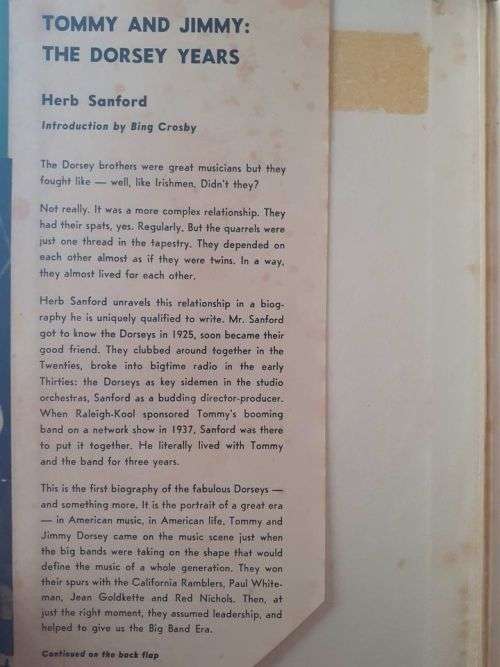 TOMMY AND JIMMY:
THE DORSEY YEARS
Herb Sanford
Introduction by Bing Crosby
The Dorsey brothers were great musicians but they
fought like — well, like Irishmen. Didn't they?
Not really. It was a more complex relationship. They
had their spats, yes. Regularly. But the quarrels were
just one thread in the tapestry. They depended on
each other almost as if they were twins. In a way,
they almost lived for each other.
Herb Sanford unravels this relationship in a biog-
raphy he is uniquely qualified to write. Mr. Sanford
got to know the Dorseys in 1925, soon became their
good friend. They clubbed around together in the
Twenties, broke into bigtime radio in the early
Thirties: the Dorseys as key sidemen in the studio
orchestras, Sanford as a budding director-producer.
When Raleigh-Kool sponsored Tommy's booming
band on a network show in 1937, Sanford was there
to put it together. He literally lived with Tommy
and the band for three years.
This is the first biography of the fabulous Dorseys —
and something more. It is the portrait of a great era
— in American music, in American life. Tommy and
Jimmy Dorsey came on the music scene just when
the big bands were taking on the shape that would
define the music of a whole generation. They won
their spurs with the California Ramblers, Paul White-
man, Jean Goldkette and Red Nichols. Then, at
just the right moment, they assumed leadership, and
helped to give us the Big Band Era.
Continued on the back flap